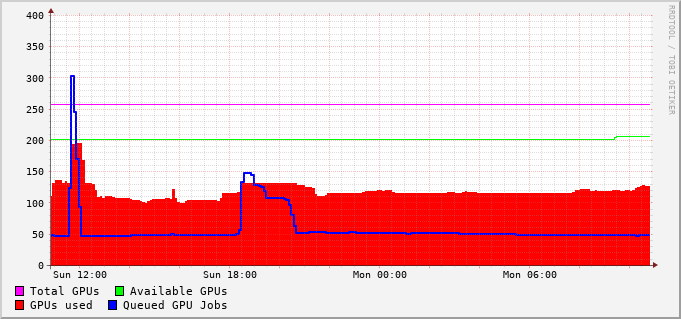 400
350
300
250
200
150
100
50
0
Sun 12:00 Sun 18:00 Mon 00:00 Mon 06:00
Total GPUs Available GPUs
GPUs used Queued GPU Jobs
RRDTOOL / TOBI OETIKER